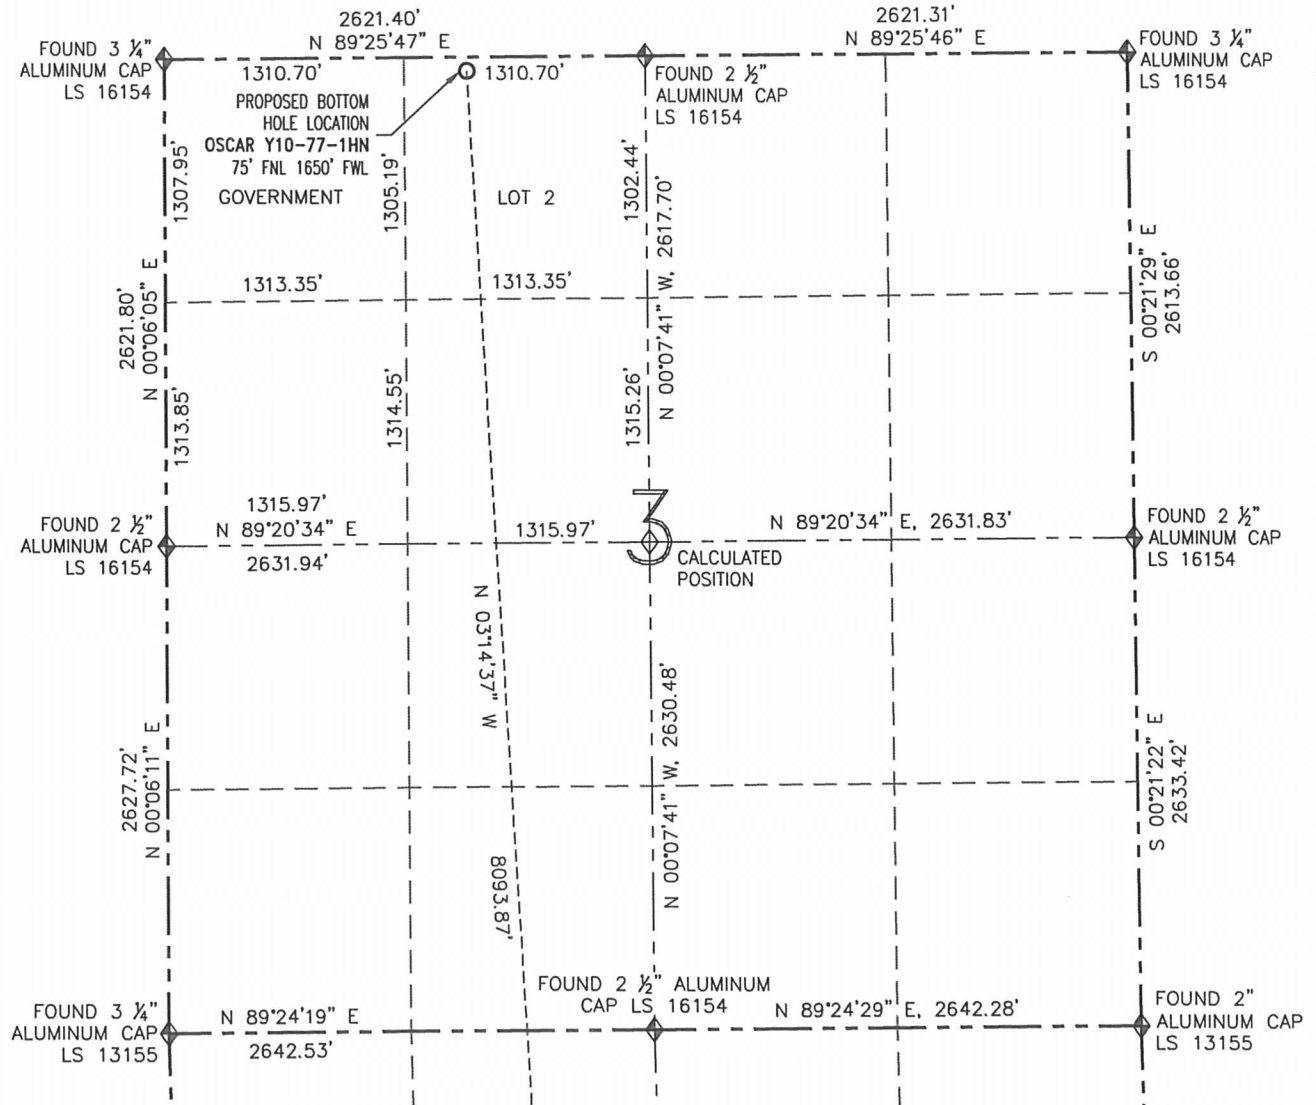 2621.40'
N 89°25'47" E
2621.31'
N 89°25'46" E
FOUND 3 ¼"
ALUMINUM CAP
LS 16154
1310.70'
1310.70'
FOUND 2 ½"
ALUMINUM CAP
LS 16154
FOUND 3 ¼"
ALUMINUM CAP
LS 16154
PROPOSED BOTTOM
HOLE LOCATION
OSCAR Y10-77-1HN
75' FNL 1650' FWL
1307.95'
1305.19'
1302.44'
GOVERNMENT
LOT 2
N 00°07'41" W, 2617.70'
2621.80'
N 00°06'05" E
S 00°21'29" E
2613.66'
1313.35'
1313.35'
1313.85'
1314.55'
1315.26'
FOUND 2 ½"
ALUMINUM CAP
LS 16154
1315.97'
N 89°20'34" E
2631.94'
1315.97'
3
CALCULATED
POSITION
N 89°20'34" E, 2631.83'
FOUND 2 ½"
ALUMINUM CAP
LS 16154
N 03°14'37" W
8093.87'
2627.72'
N 00°06'11" E
N 00°07'41" W, 2630.48'
S 00°21'22" E
2633.42'
FOUND 3 ¼"
ALUMINUM CAP
LS 13155
N 89°24'19" E
2642.53'
FOUND 2 ½" ALUMINUM
CAP LS 16154
N 89°24'29" E, 2642.28'
FOUND 2"
ALUMINUM CAP
LS 13155